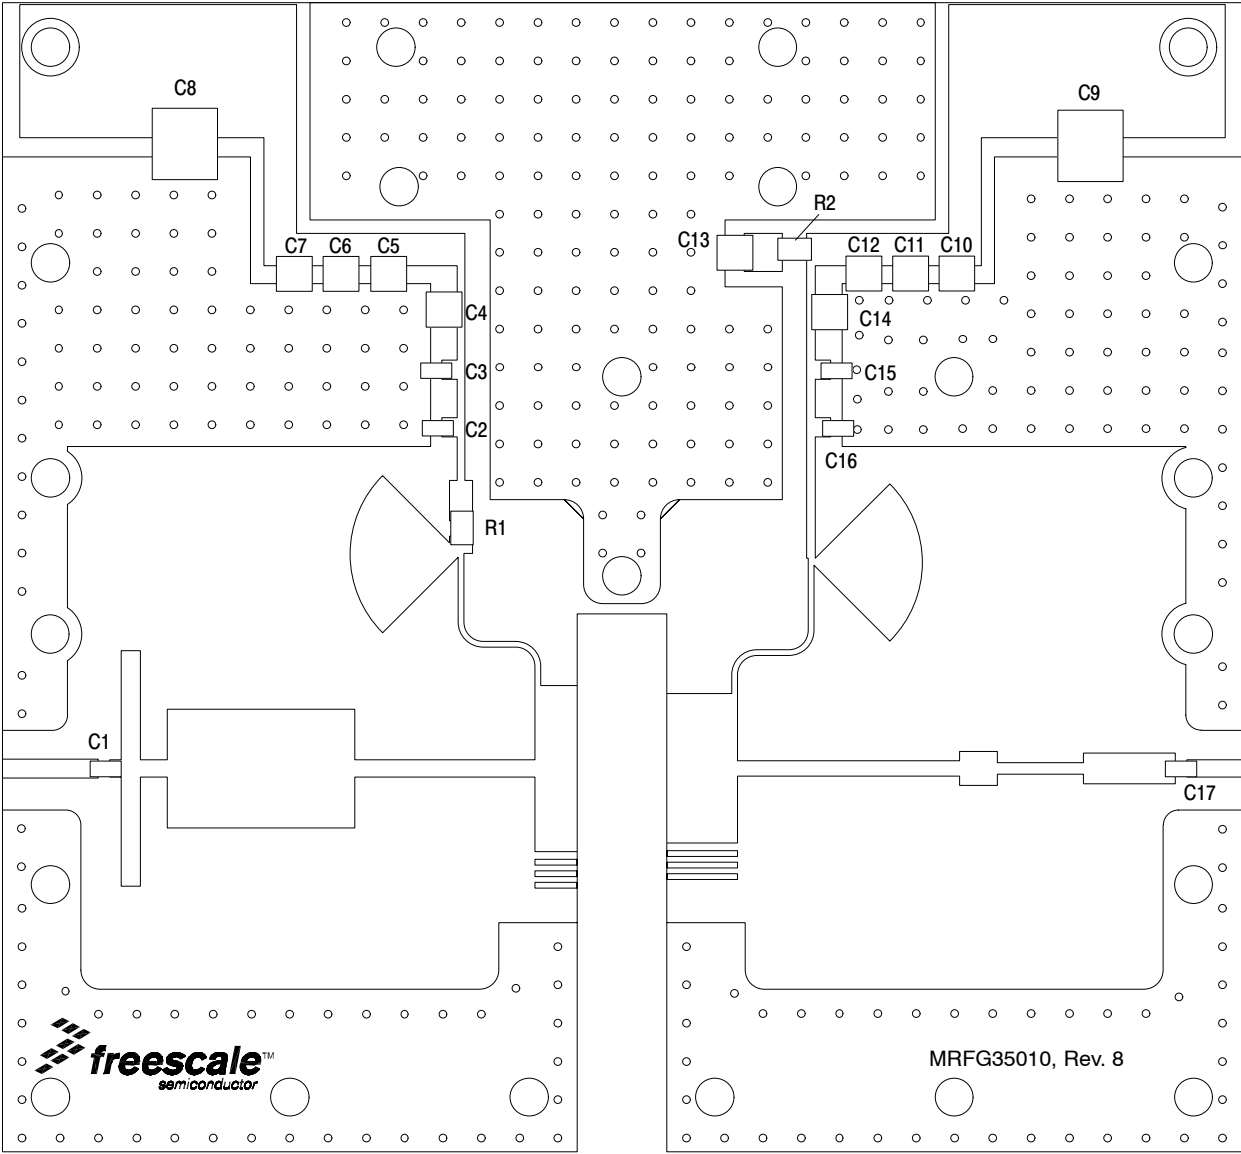 C8
C9
R2
C7 C6 C5
C13
C12 C11 C10
C4
C14
C3
C15
C2
C16
R1
C1
C17
freescale™
semiconductor
MRFG35010, Rev. 8